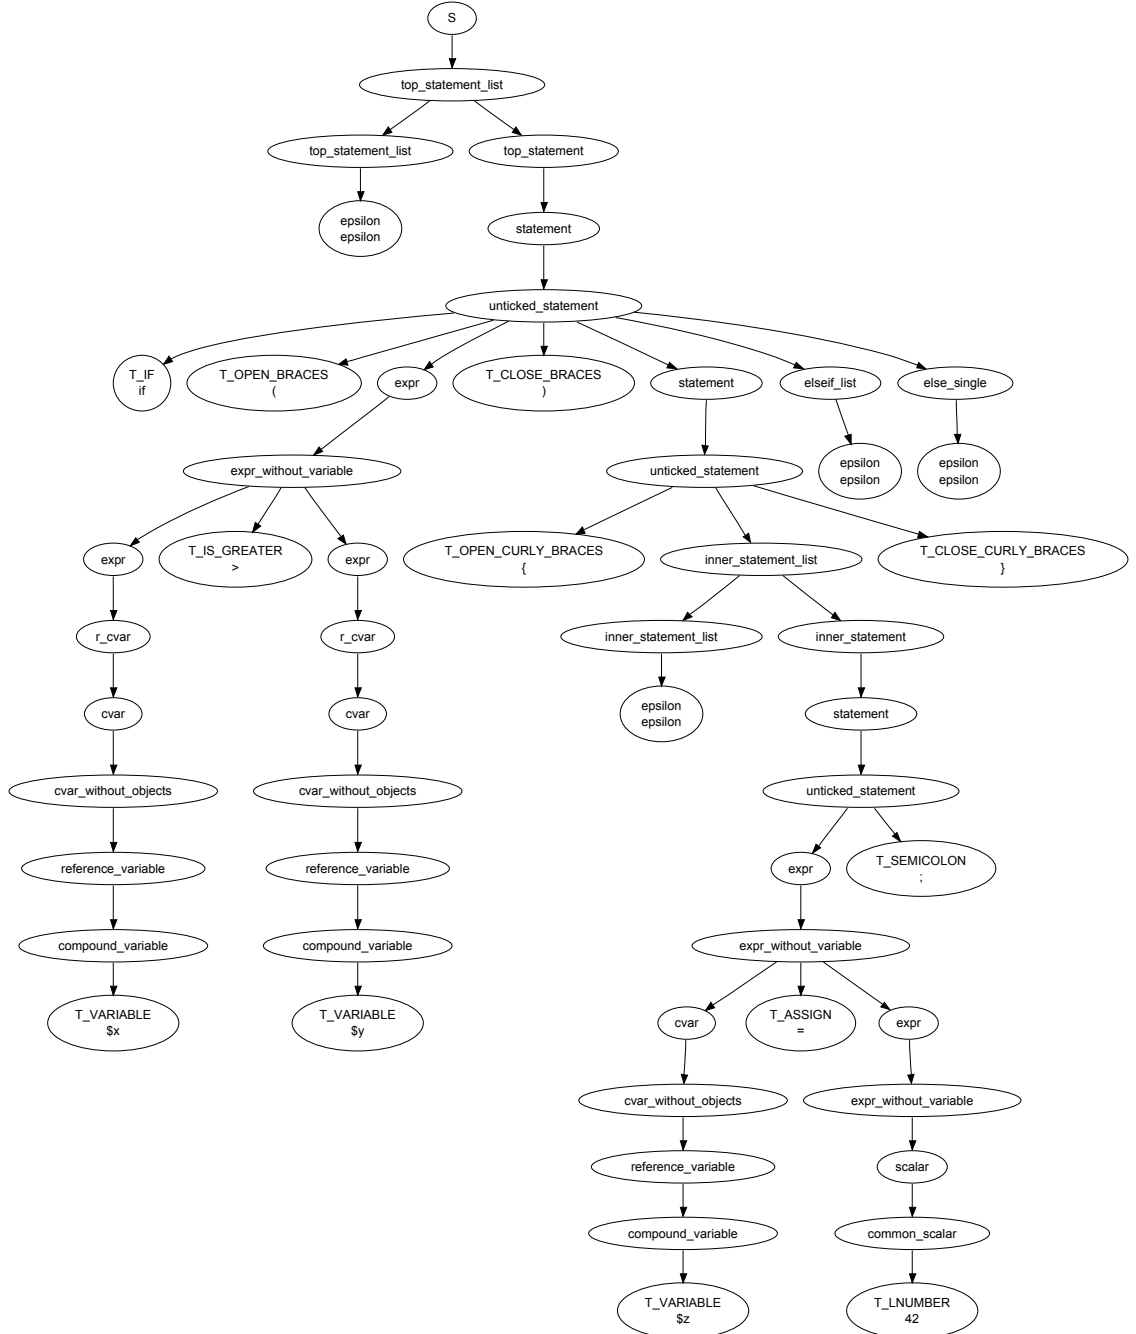 S
top_statement_list
top_statement_list
top_statement
epsilon
epsilon
statement
unticked_statement
T_IF
if
T_OPEN_BRACES
(
expr
T_CLOSE_BRACES
)
statement
elseif_list
else_single
expr_without_variable
unticked_statement
epsilon
epsilon
epsilon
epsilon
expr
T_IS_GREATER
>
expr
T_OPEN_CURLY_BRACES
{
inner_statement_list
T_CLOSE_CURLY_BRACES
}
r_cvar
r_cvar
inner_statement_list
inner_statement
cvar
cvar
epsilon
epsilon
statement
cvar_without_objects
cvar_without_objects
unticked_statement
reference_variable
reference_variable
expr
T_SEMICOLON
;
compound_variable
compound_variable
expr_without_variable
T_VARIABLE
$x
T_VARIABLE
$y
cvar
T_ASSIGN
=
expr
cvar_without_objects
expr_without_variable
reference_variable
scalar
compound_variable
common_scalar
T_VARIABLE
$z
T_LNUMBER
42